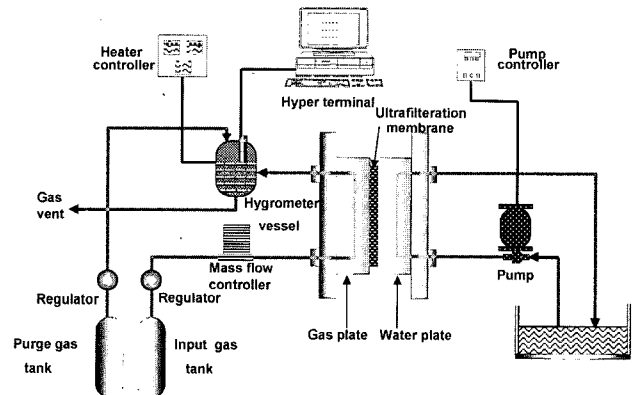 Heater
controller
Hyper terminal
Pump
controller
Ultrafilteration
membrane
Gas
vent
Hygrometer
vessel
Mass flow
controller
Regulator
Regulator
Pump
Gas plate
Water plate
Purge gas
tank
Input gas
tank